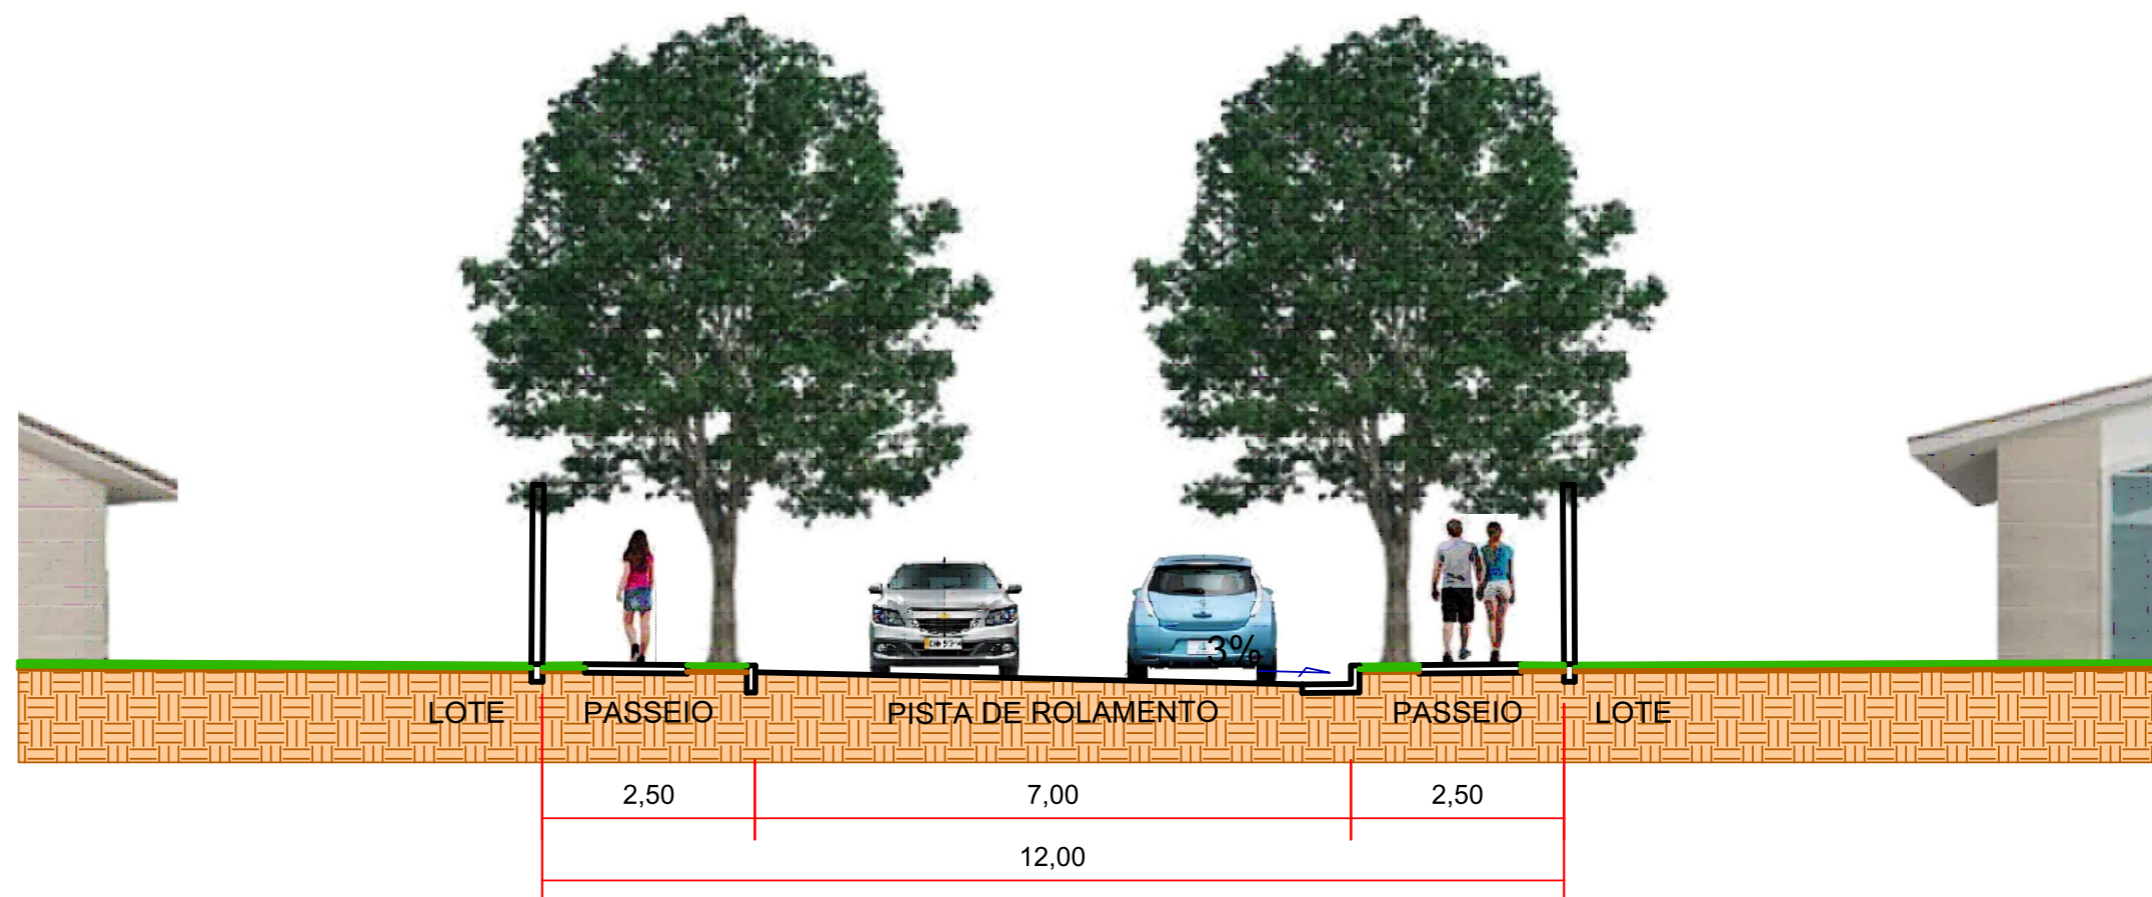 3%
LOTE
PASSEIO
PISTA DE ROLAMENTO
PASSEIO
LOTE
2,50
7,00
2,50
12,00